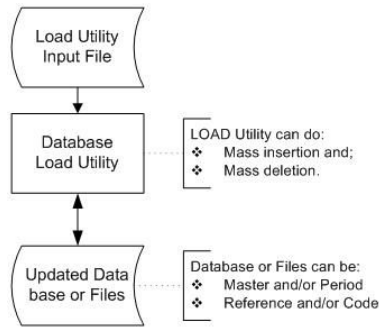 Load Utility
Input File
Database
Load Utility
LOAD Utility can do:
❖ Mass insertion and;
❖ Mass deletion.
Updated Data
base or Files
Database or Files can be:
❖ Master and/or Period
❖ Reference and/or Code